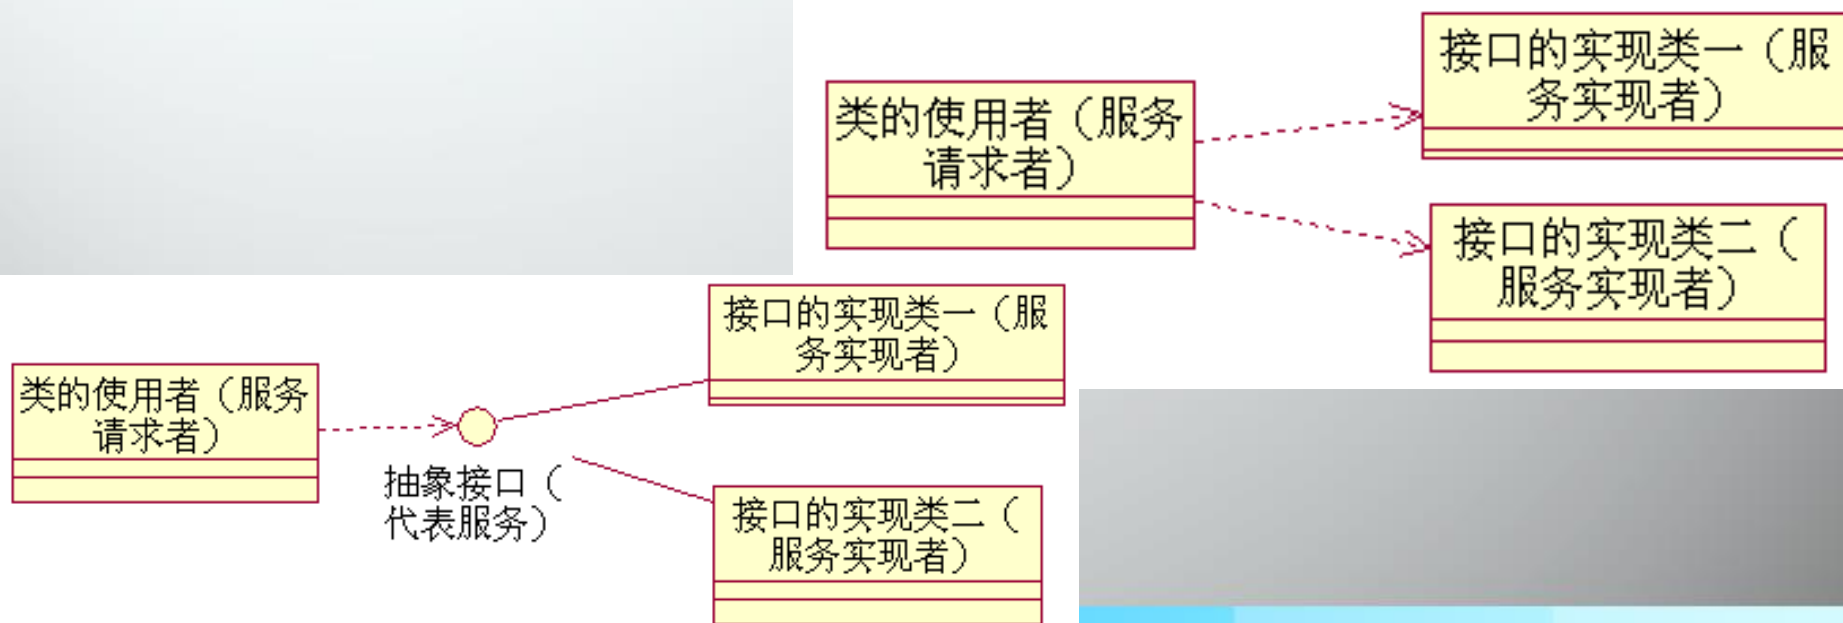 类的使用者（服务
请求者）
接口的实现类一（服
务实现者）
接口的实现类二（
服务实现者）
类的使用者（服务
请求者）
抽象接口（
代表服务）
接口的实现类一（服
务实现者）
接口的实现类二（
服务实现者）